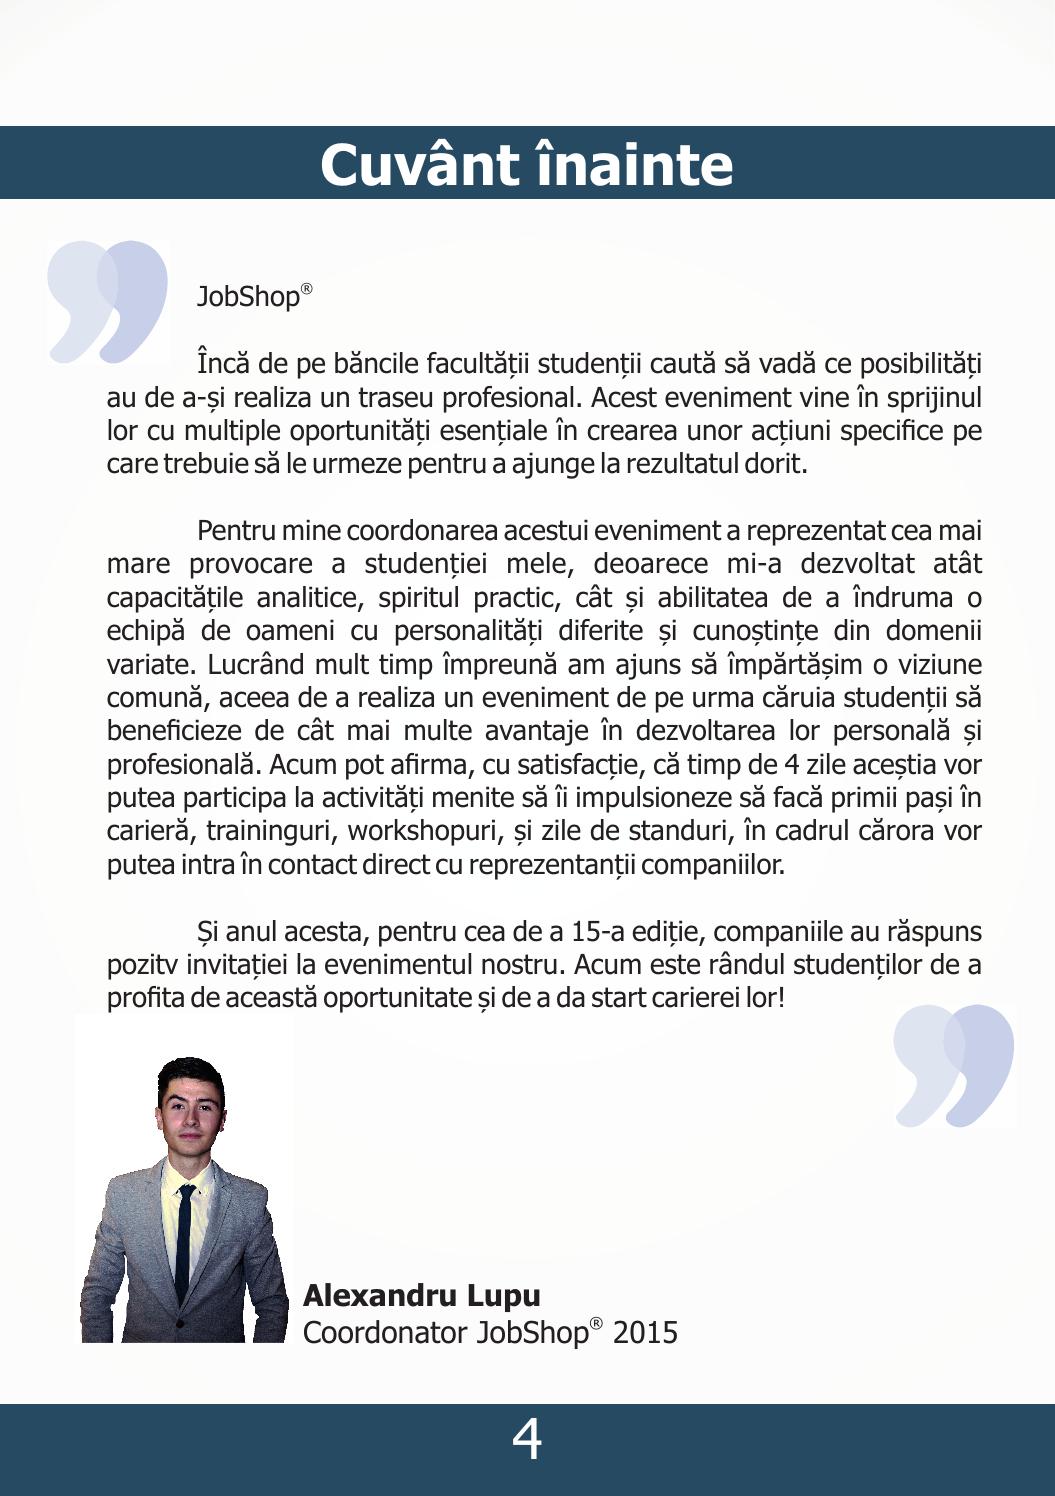 Cuvânt înainte
JobShop®
Încă de pe băncile facultății studenții caută să vadă ce posibilități
au de a-și realiza un traseu profesional. Acest eveniment vine în sprijinul
lor cu multiple oportunități esențiale în crearea unor acțiuni specifice pe
care trebuie să le urmeze pentru a ajunge la rezultatul dorit.
Pentru mine coordonarea acestui eveniment a reprezentat cea mai
mare provocare a studenției mele, deoarece mi-a dezvoltat atât
capacitățile analitice, spiritul practic, cât și abilitatea de a îndruma o
echipă de oameni cu personalități diferite și cunoștințe din domenii
variate. Lucrând mult timp împreună am ajuns să împărtășim o viziune
comună, aceea de a realiza un eveniment de pe urma căruia studenții să
beneficieze de cât mai multe avantaje în dezvoltarea lor personală și
profesională. Acum pot afirma, cu satisfacție, că timp de 4 zile aceștia vor
putea participa la activități menite să îi impulsioneze să facă primii pași în
carieră, traininguri, workshopuri, și zile de standuri, în cadrul cărora vor
putea intra în contact direct cu reprezentanții companiilor.
Și anul acesta, pentru cea de a 15-a ediție, companiile au răspuns
pozitv invitației la evenimentul nostru. Acum este rândul studenților de a
profita de această oportunitate și de a da start carierei lor!
Alexandru Lupu
Coordonator JobShop® 2015
4